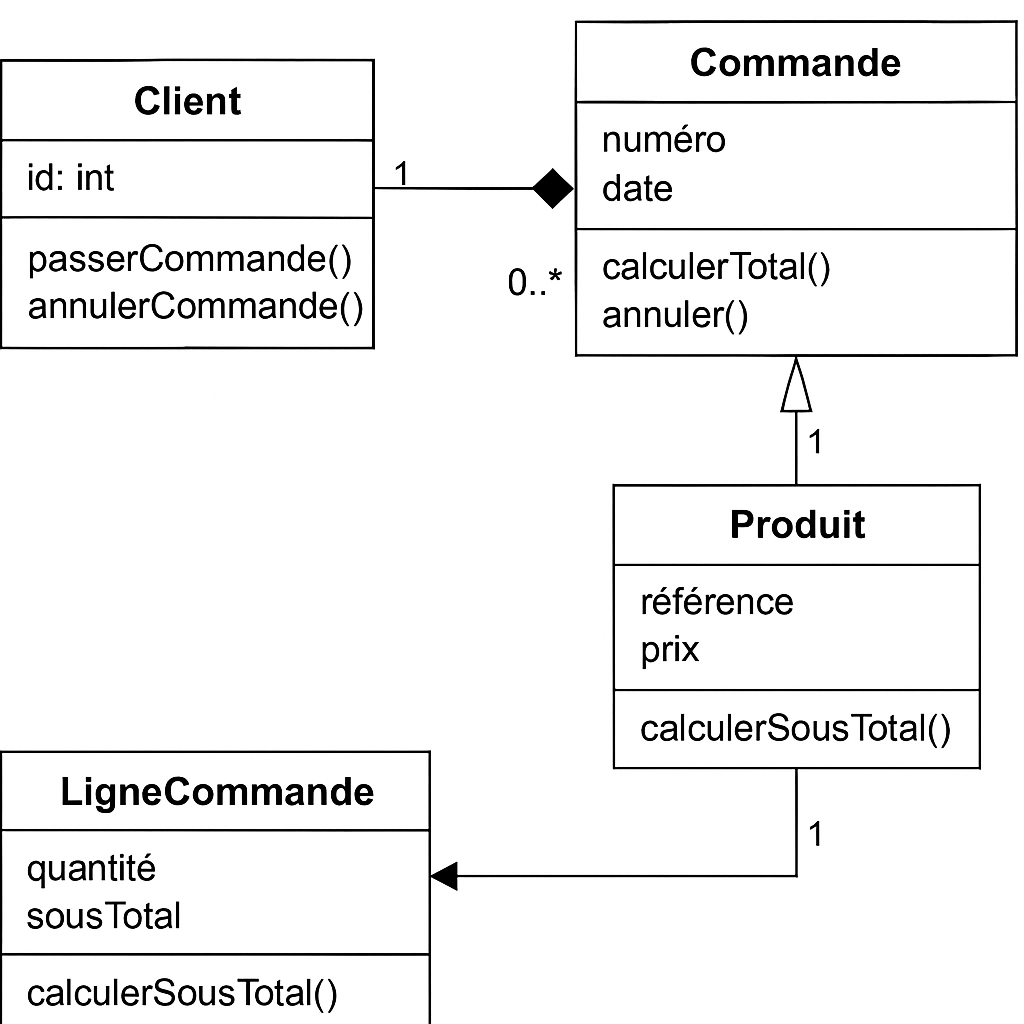 Client
id: int
passerCommande()
annulerCommande()
1
0..*
Commande
numéro
date
calculerTotal()
annuler()
1
Produit
référence
prix
calculerSousTotal()
1
LigneCommande
quantité
sousTotal
calculerSousTotal()